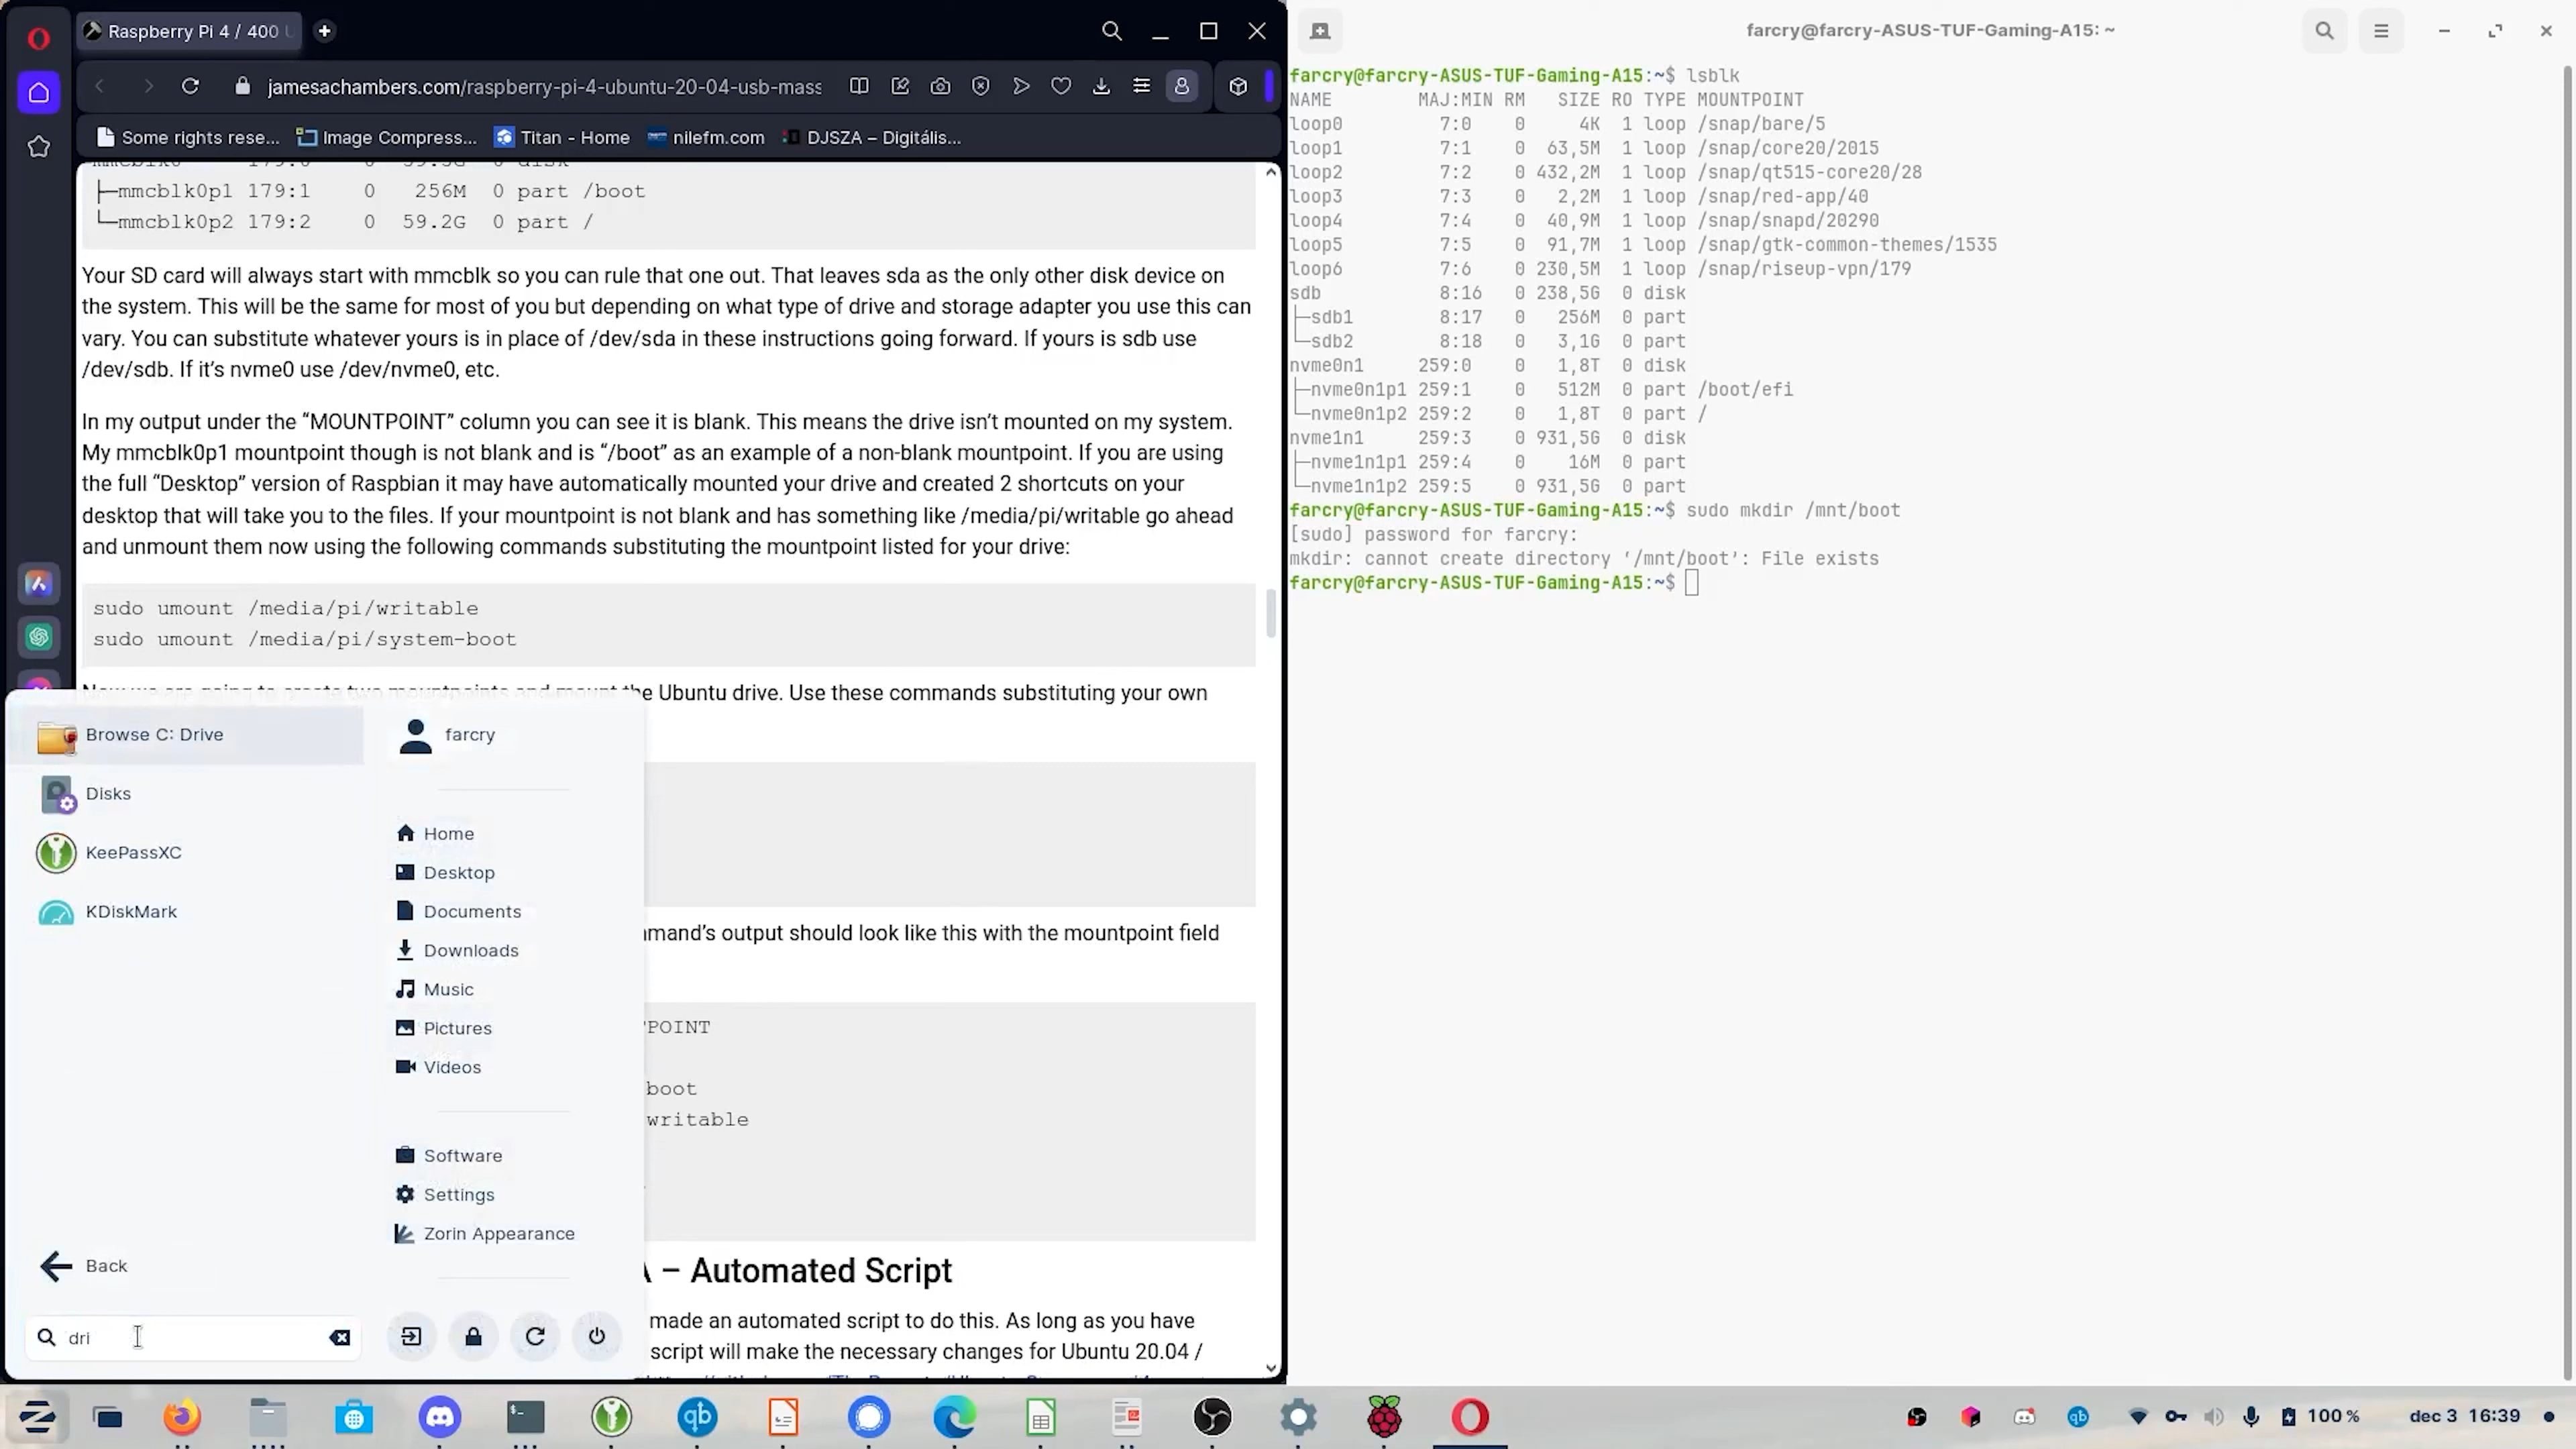 Raspberry Pi 4 / 400 U
jamesachambers.com/raspberry-pi-4-ubuntu-20-04-usb-mass
Some rights rese...
Image Compress...
Titan - Home
nilefm.com
DJSZA – Digitális...
├─mmcblk0p1 179:1 0 256M 0 part /boot
└─mmcblk0p2 179:2 0 59.2G 0 part /
Your SD card will always start with mmcblk so you can rule that one out. That leaves sda as the only other disk device on
the system. This will be the same for most of you but depending on what type of drive and storage adapter you use this can
vary. You can substitute whatever yours is in place of /dev/sda in these instructions going forward. If yours is sdb use
/dev/sdb. If it’s nvme0 use /dev/nvme0, etc.
In my output under the “MOUNTPOINT” column you can see it is blank. This means the drive isn’t mounted on my system.
My mmcblk0p1 mountpoint though is not blank and is “/boot” as an example of a non-blank mountpoint. If you are using
the full “Desktop” version of Raspbian it may have automatically mounted your drive and created 2 shortcuts on your
desktop that will take you to the files. If your mountpoint is not blank and has something like /media/pi/writable go ahead
and unmount them now using the following commands substituting the mountpoint listed for your drive:
sudo umount /media/pi/writable
sudo umount /media/pi/system-boot
the Ubuntu drive. Use these commands substituting your own
mmand’s output should look like this with the mountpoint field
POINT
boot
writable
A – Automated Script
made an automated script to do this. As long as you have
script will make the necessary changes for Ubuntu 20.04 /
Browse C: Drive
Disks
KeePassXC
KDiskMark
Back
dri
farcry
Home
Desktop
Documents
Downloads
Music
Pictures
Videos
Software
Settings
Zorin Appearance
farcry@farcry-ASUS-TUF-Gaming-A15: ~
farcry@farcry-ASUS-TUF-Gaming-A15:~$ lsblk
NAME MAJ:MIN RM SIZE RO TYPE MOUNTPOINT
loop0 7:0 0 4K 1 loop /snap/bare/5
loop1 7:1 0 63,5M 1 loop /snap/core20/2015
loop2 7:2 0 432,2M 1 loop /snap/qt515-core20/28
loop3 7:3 0 2,2M 1 loop /snap/red-app/40
loop4 7:4 0 40,9M 1 loop /snap/snapd/20290
loop5 7:5 0 91,7M 1 loop /snap/gtk-common-themes/1535
loop6 7:6 0 230,5M 1 loop /snap/riseup-vpn/179
sdb 8:16 0 238,5G 0 disk
├─sdb1 8:17 0 256M 0 part
└─sdb2 8:18 0 3,1G 0 part
nvme0n1 259:0 0 1,8T 0 disk
├─nvme0n1p1 259:1 0 512M 0 part /boot/efi
└─nvme0n1p2 259:2 0 1,8T 0 part /
nvme1n1 259:3 0 931,5G 0 disk
├─nvme1n1p1 259:4 0 16M 0 part
└─nvme1n1p2 259:5 0 931,5G 0 part
farcry@farcry-ASUS-TUF-Gaming-A15:~$ sudo mkdir /mnt/boot
[sudo] password for farcry:
mkdir: cannot create directory ‘/mnt/boot’: File exists
farcry@farcry-ASUS-TUF-Gaming-A15:~$
100 %
dec 3 16:39